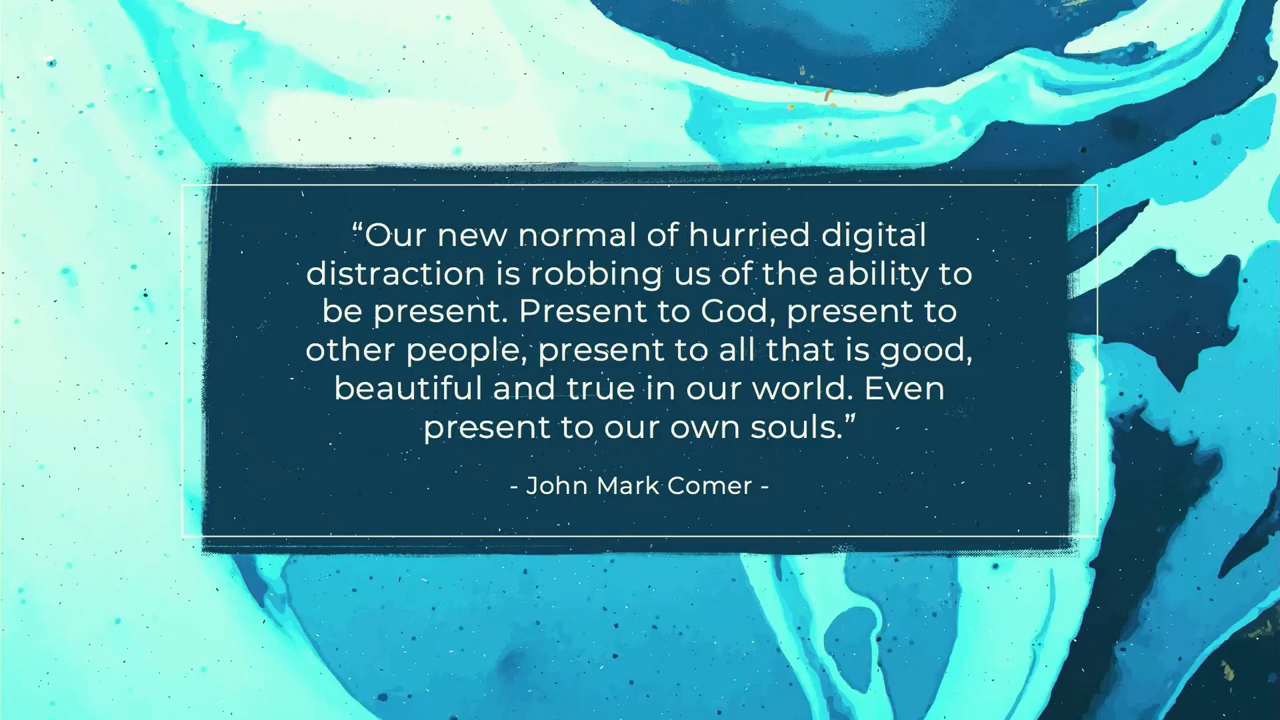 “Our new normal of hurried digital
distraction is robbing us of the ability to
be present. Present to God, present to
other people, present to all that is good,
beautiful and true in our world. Even
present to our own souls.”
- John Mark Comer -